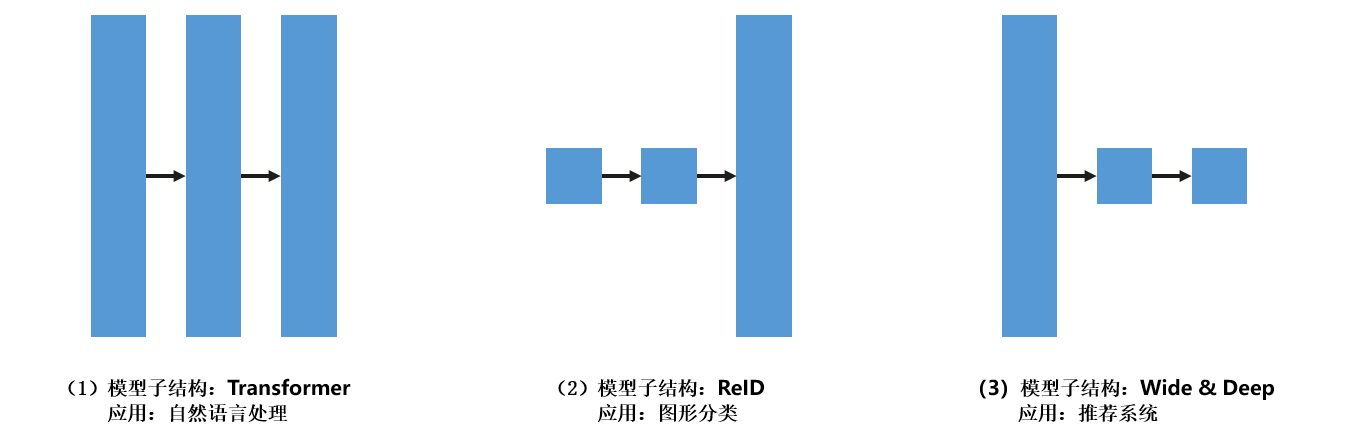 （1）模型子结构：Transformer
应用：自然语言处理
（2）模型子结构：ReID
应用：图形分类
（3）模型子结构：Wide & Deep
应用：推荐系统